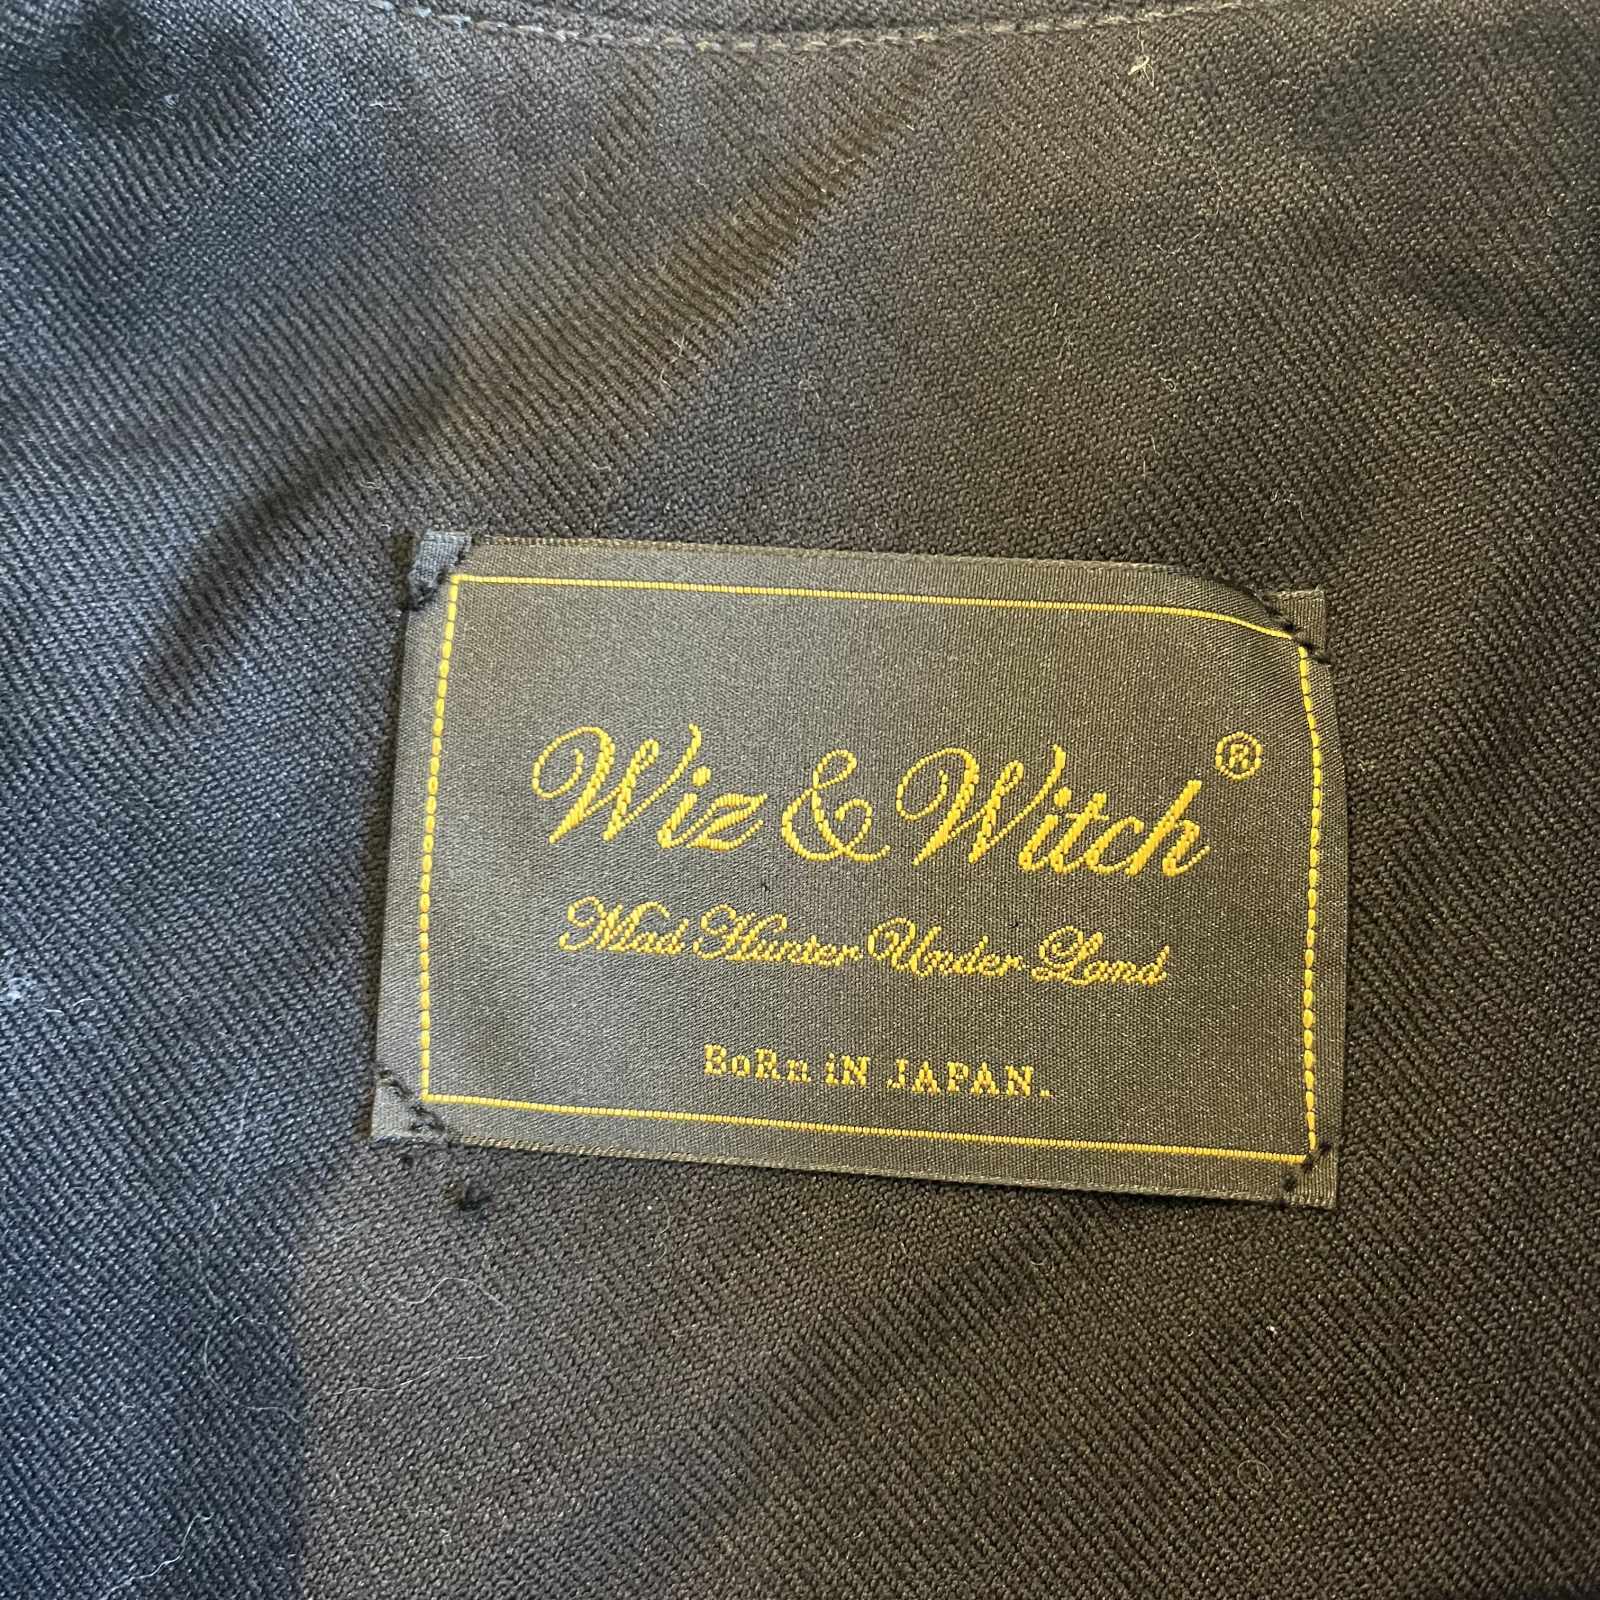 Wiz & Witch®
Mad Hunter Under Land
BoRn iN JAPAN.